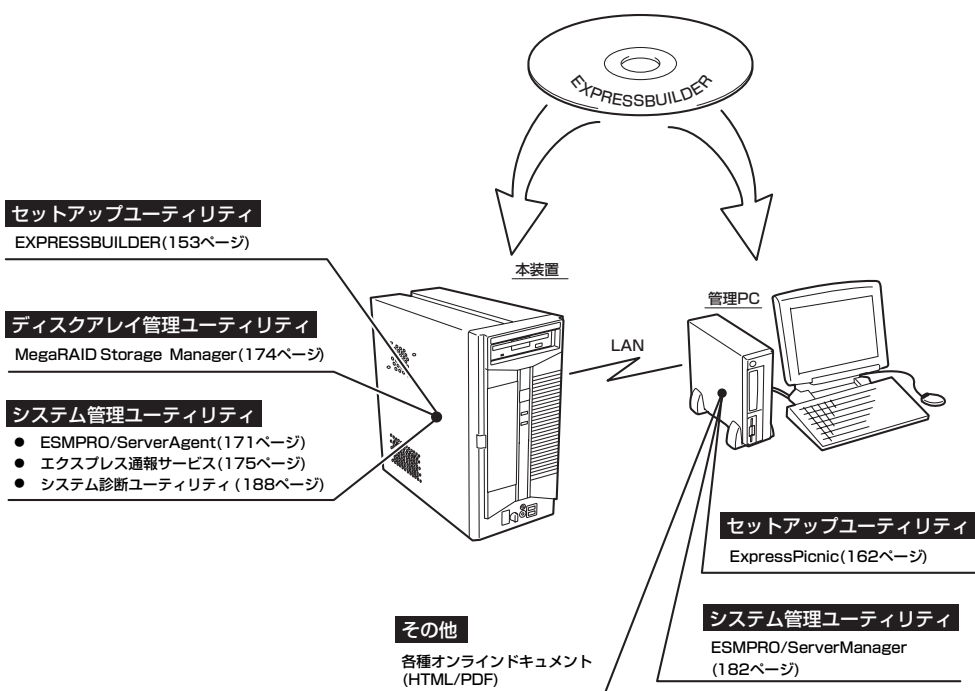 EXPRESSBUILDER
セットアップユーティリティ
EXPRESSBUILDER(153ページ)
本装置
管理PC
LAN
ディスクアレイ管理ユーティリティ
MegaRAID Storage Manager(174ページ)
システム管理ユーティリティ
● ESMPRO/ServerAgent(171ページ)
● エクスプレス通報サービス(175ページ)
● システム診断ユーティリティ(188ページ)
セットアップユーティリティ
ExpressPicnic(162ページ)
システム管理ユーティリティ
ESMPRO/ServerManager
(182ページ)
その他
各種オンラインドキュメント
(HTML/PDF)